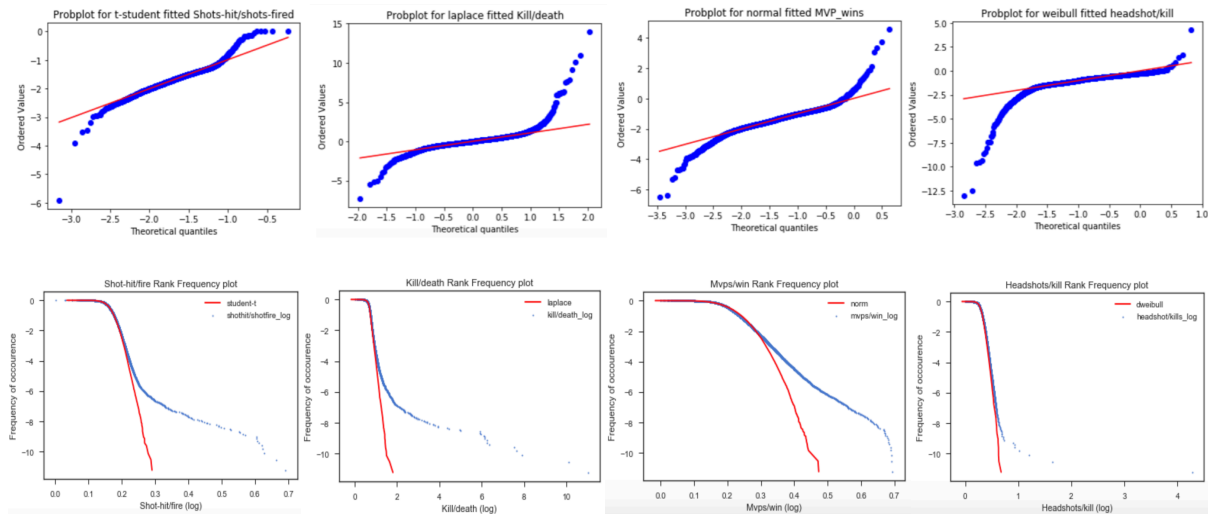 Probplot for t-student fitted Shots-hit/shots-fired
Ordered Values
0
−1
−2
−3
−4
−5
−6
−3.0 −2.5 −2.0 −1.5 −1.0 −0.5
Theoretical quantiles
Probplot for laplace fitted Kill/death
Ordered Values
15
10
5
0
−5
−2.0 −1.5 −1.0 −0.5 0.0 0.5 1.0 1.5 2.0
Theoretical quantiles
Probplot for normal fitted MVP_wins
Ordered Values
4
2
0
−2
−4
−6
−3.5 −3.0 −2.5 −2.0 −1.5 −1.0 −0.5 0.0 0.5
Theoretical quantiles
Probplot for weibull fitted headshot/kill
Ordered Values
5.0
2.5
0.0
−2.5
−5.0
−7.5
−10.0
−12.5
−3.0 −2.5 −2.0 −1.5 −1.0 −0.5 0.0 0.5 1.0
Theoretical quantiles
Shot-hit/fire Rank Frequency plot
student-t
shothit/shotfire_log
Frequency of occourence
0
−2
−4
−6
−8
−10
0.0 0.1 0.2 0.3 0.4 0.5 0.6 0.7
Shot-hit/fire (log)
Kill/death Rank Frequency plot
laplace
kill/death_log
Frequency of occourence
0
−2
−4
−6
−8
−10
0 2 4 6 8 10
Kill/death (log)
Mvps/win Rank Frequency plot
norm
mvps/win_log
Frequency of occourence
0
−2
−4
−6
−8
−10
0.0 0.1 0.2 0.3 0.4 0.5 0.6 0.7
Mvps/win (log)
Headshots/kill Rank Frequency plot
dweibull
headshot/kills_log
Frequency of occourence
0
−2
−4
−6
−8
−10
0 1 2 3 4
Headshots/kill (log)